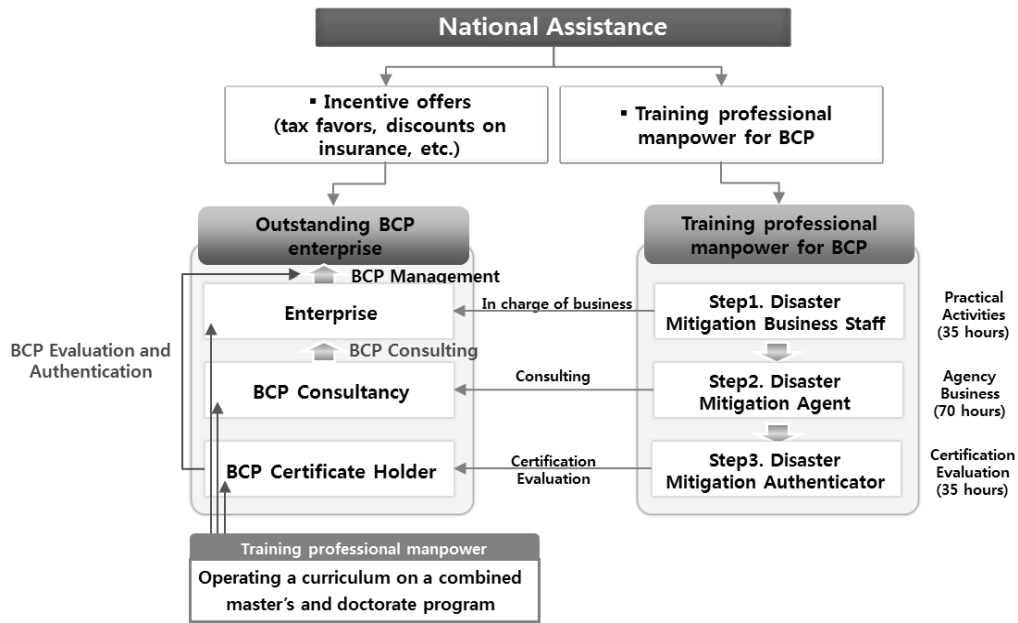 National Assistance
▪ Incentive offers
(tax favors, discounts on
insurance, etc.)
▪ Training professional
manpower for BCP
Outstanding BCP
enterprise
Training professional
manpower for BCP
BCP Management
Enterprise
In charge of business
Step1. Disaster
Mitigation Business Staff
Practical
Activities
(35 hours)
BCP Evaluation and
Authentication
BCP Consulting
BCP Consultancy
Consulting
Step2. Disaster
Mitigation Agent
Agency
Business
(70 hours)
BCP Certificate Holder
Certification
Evaluation
Step3. Disaster
Mitigation Authenticator
Certification
Evaluation
(35 hours)
Training professional manpower
Operating a curriculum on a combined
master’s and doctorate program